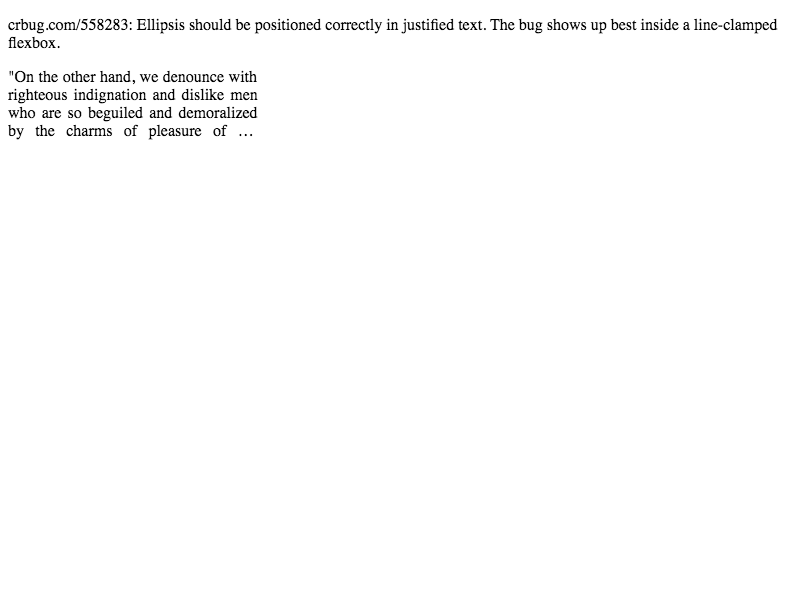 crbug.com/558283: Ellipsis should be positioned correctly in justified text. The bug shows up best inside a line-clamped
flexbox.
"On the other hand, we denounce with
righteous indignation and dislike men
who are so beguiled and demoralized
by the charms of pleasure of …